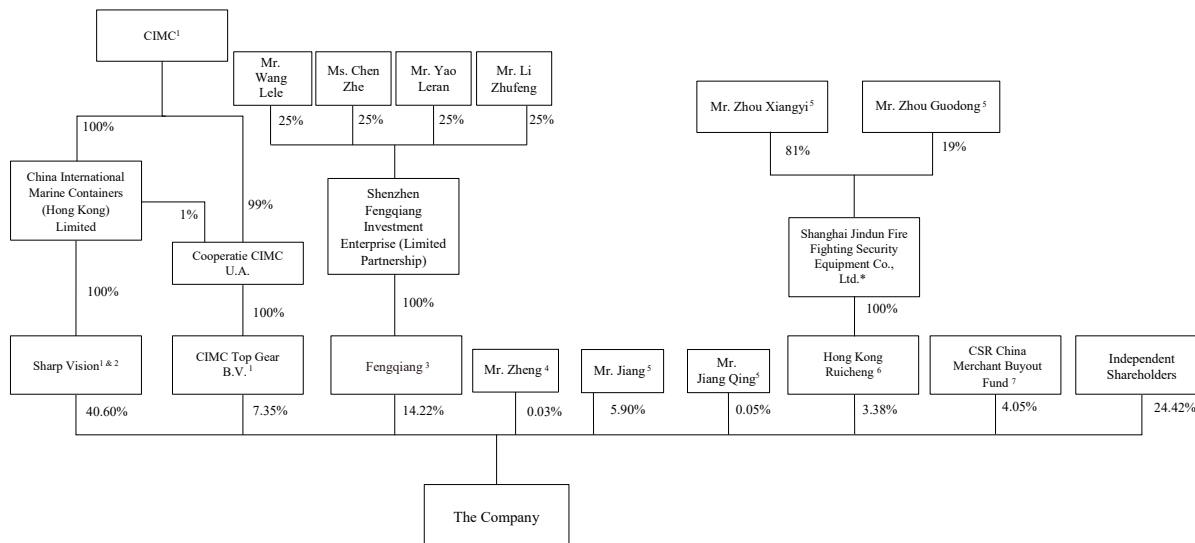 CIMC¹
Mr.
Wang
Lele
Ms. Chen
Zhe
Mr. Yao
Leran
Mr. Li
Zhufeng
Mr. Zhou Xiangyi⁵
Mr. Zhou Guodong⁵
100%
25%
25%
25%
25%
81%
19%
China International
Marine Containers
(Hong Kong)
Limited
1%
99%
Shenzhen
Fengqiang
Investment
Enterprise (Limited
Partnership)
Shanghai Jindun Fire
Fighting Security
Equipment Co.,
Ltd.*
Cooperatie CIMC
U.A.
100%
100%
100%
100%
Sharp Vision¹ ᵃⁿᵈ ²
CIMC Top Gear
B.V.¹
Fengqiang³
Mr. Zheng⁴
Mr. Jiang⁵
Mr.
Jiang Qing⁵
Hong Kong
Ruicheng⁶
CSR China
Merchant Buyout
Fund⁷
Independent
Shareholders
40.60%
7.35%
14.22%
0.03%
5.90%
0.05%
3.38%
4.05%
24.42%
The Company